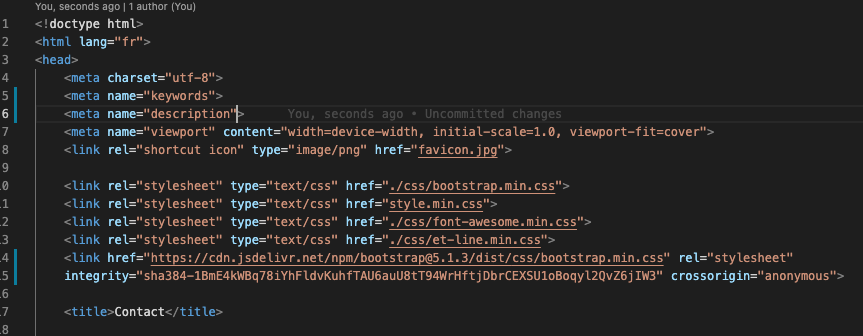 You, seconds ago | 1 author (You)
1 <!doctype html>
2 <html lang="fr">
3 <head>
4 <meta charset="utf-8">
5 <meta name="keywords">
6 <meta name="description"> You, seconds ago • Uncommitted changes
7 <meta name="viewport" content="width=device-width, initial-scale=1.0, viewport-fit=cover">
8 <link rel="shortcut icon" type="image/png" href="favicon.jpg">
9
10 <link rel="stylesheet" type="text/css" href="./css/bootstrap.min.css">
11 <link rel="stylesheet" type="text/css" href="style.min.css">
12 <link rel="stylesheet" type="text/css" href="./css/font-awesome.min.css">
13 <link rel="stylesheet" type="text/css" href="./css/et-line.min.css">
14 <link href="https://cdn.jsdelivr.net/npm/bootstrap@5.1.3/dist/css/bootstrap.min.css" rel="stylesheet"
15 integrity="sha384-1BmE4kWBq78iYhFldvKuhfTAU6auU8tT94WrHftjDbrCEXSU1oBoqyl2QvZ6jIW3" crossorigin="anonymous">
16
17 <title>Contact</title>
18